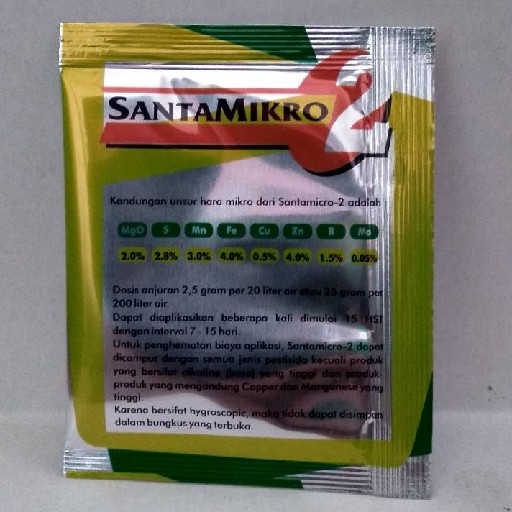 SANTAMIKRO 2
Kandungan unsur hara mikro dari Santamicro-2 adalah
MgO S Mn Fe Cu Zn B Mo
2.0% 2.8% 3.0% 4.0% 0.5% 4.0% 1.5% 0.05%
Dosis anjuran 2,5 gram per 20 liter air atau 25 gram per
200 liter air.
Dapat diaplikasikan beberapa kali dimulai 15 HST
dengan interval 7 - 15 hari.
Untuk penghematan biaya aplikasi, Santamicro-2 dapat
dicampur dengan semua jenis pestisida kecuali produk
yang bersifat alkaline (basa) yang tinggi dan produk-
produk yang mengandung Copper dan Manganese yang
tinggi.
Karena bersifat hygroscopic, maka tidak dapat disimpan
dalam bungkus yang terbuka.